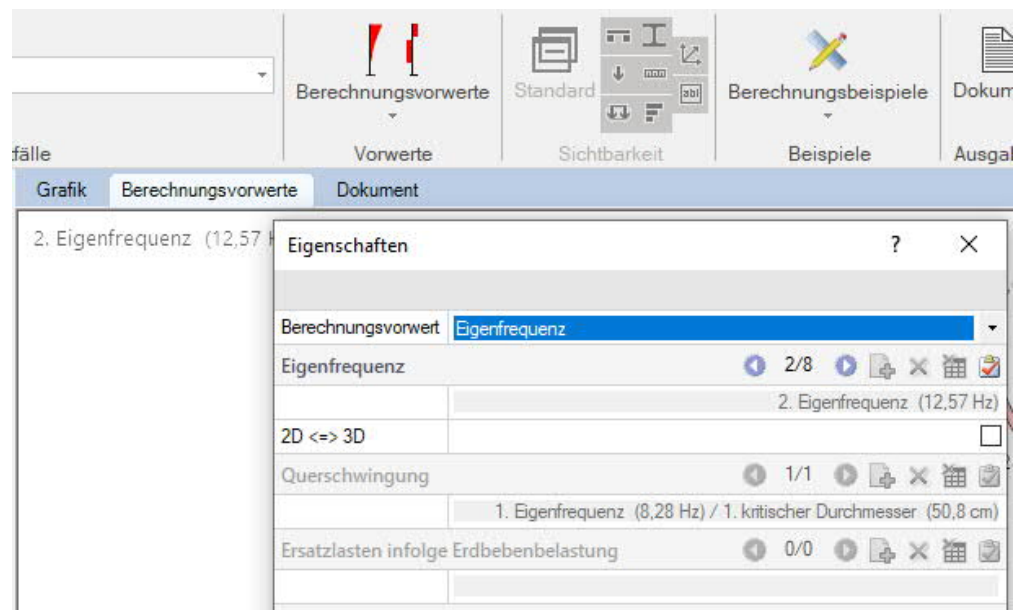 Berechnungsvorwerte
Standard
abl
Berechnungsbeispiele
fälle
Vorwerte
Sichtbarkeit
Beispiele
Grafik
Berechnungsvorwerte
Dokument
2. Eigenfrequenz (12,57
Eigenschaften
?
Berechnungsvorwert
Eigenfrequenz
Eigenfrequenz
2/8
2. Eigenfrequenz (12,57 Hz)
2D <=> 3D
Querschwingung
1/1
1. Eigenfrequenz (8,28 Hz) / 1. kritischer Durchmesser (50,8 cm)
Ersatzlasten infolge Erdbebenbelastung
0/0